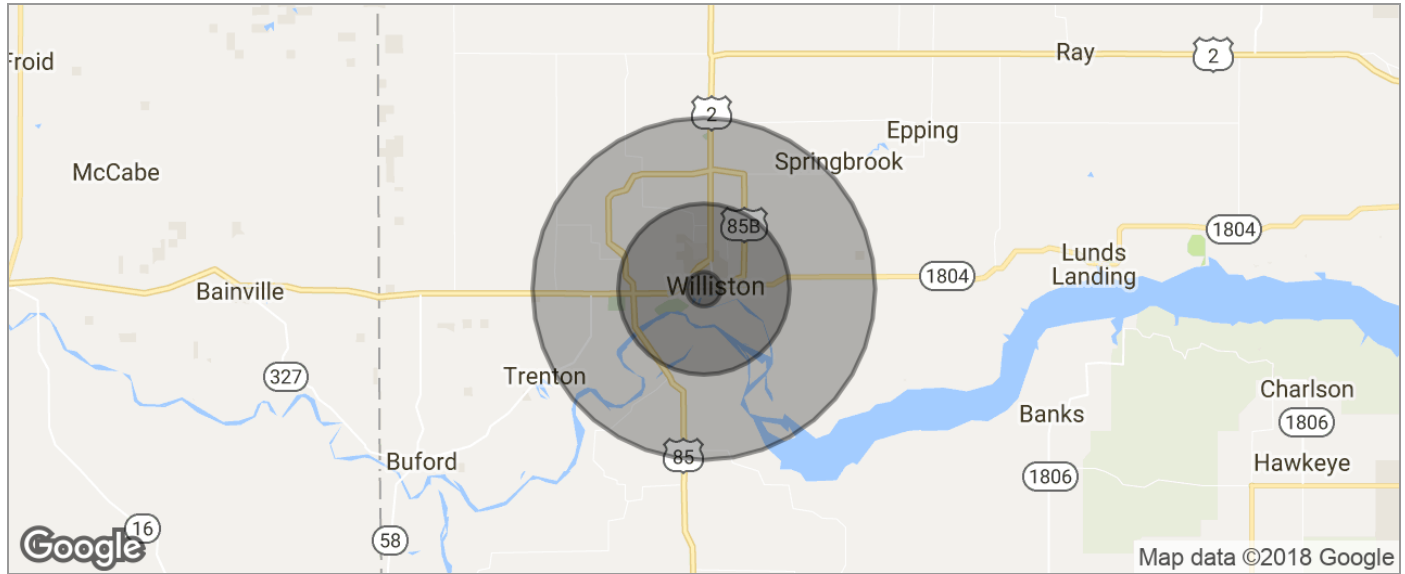 Froid
Ray
2
2
Epping
Springbrook
McCabe
85B
1804
Lunds
Landing
1804
Williston
Bainville
327
Trenton
Charlson
Banks
1806
85
Buford
Hawkeye
1806
16
58
Google
Map data ©2018 Google